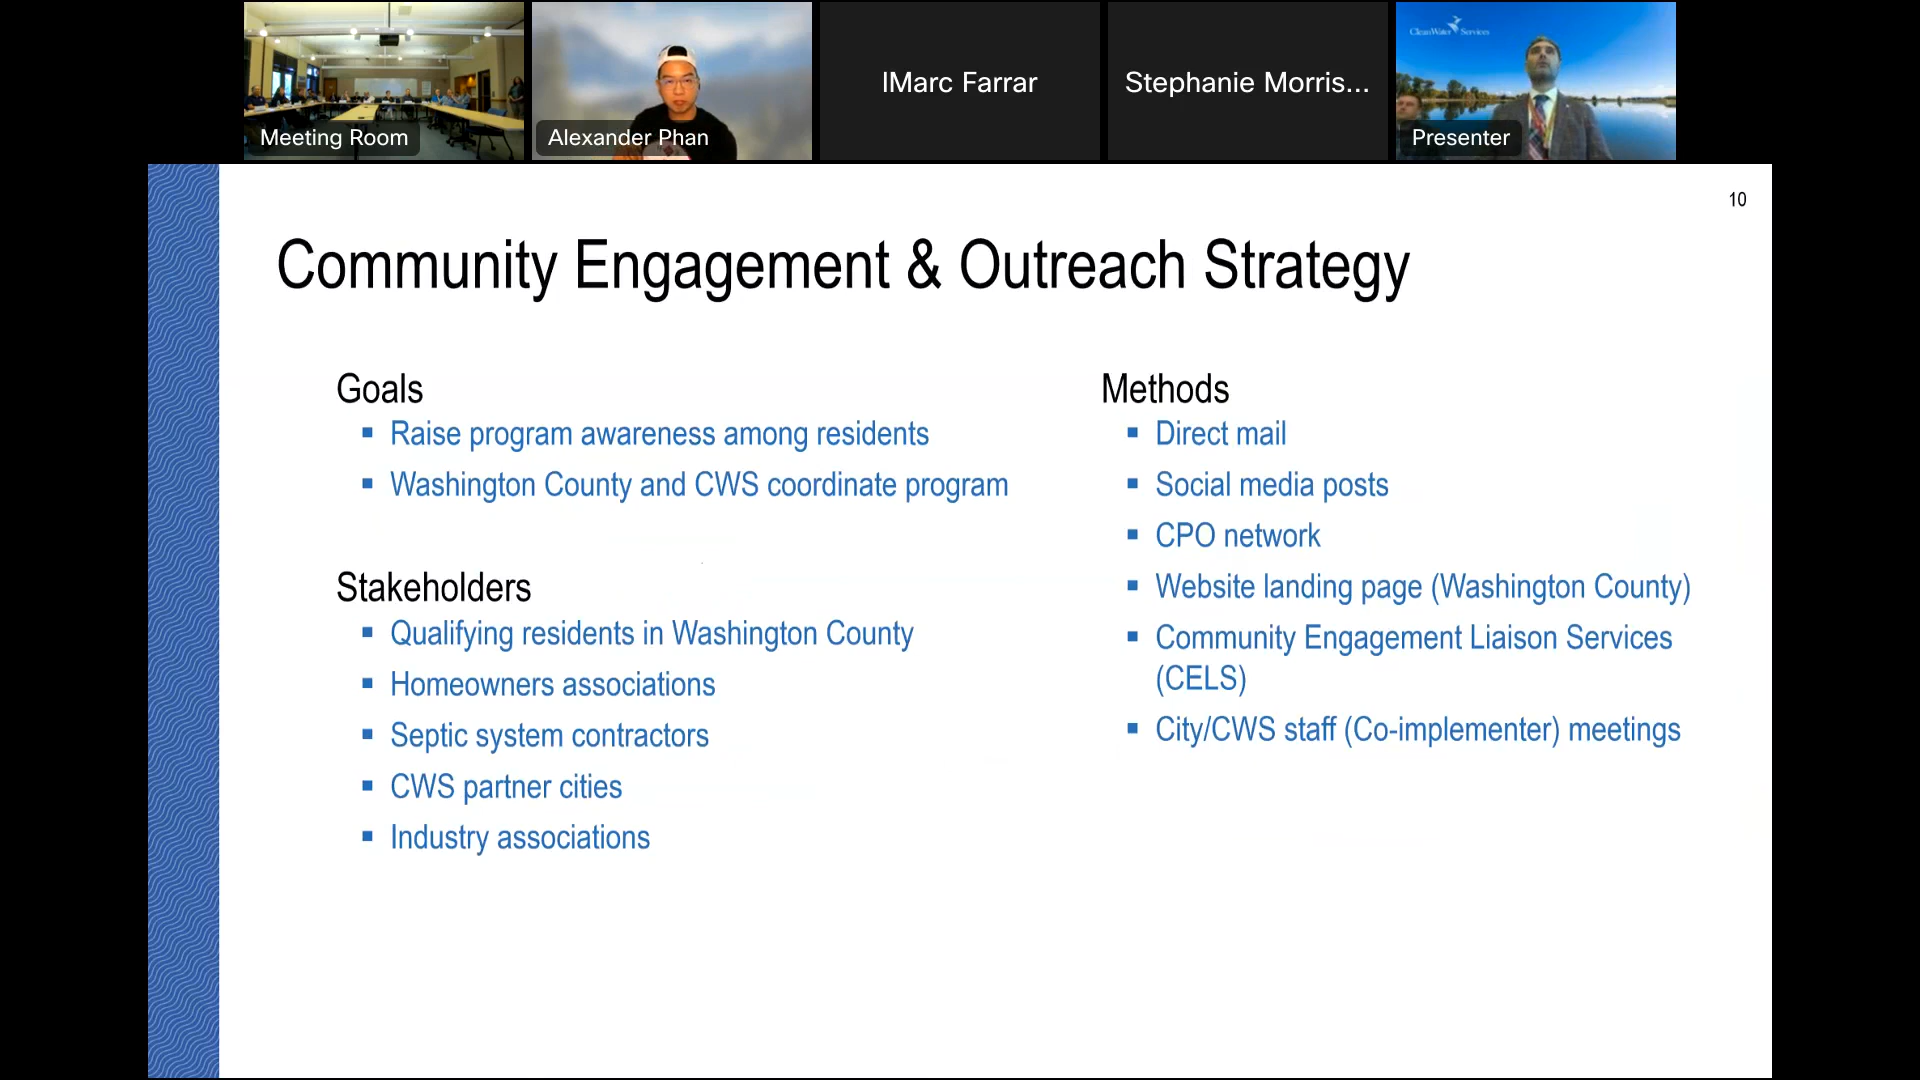 Meeting Room
Alexander Phan
IMarc Farrar
Stephanie Morris...
CleanWater Services
Presenter
10
Community Engagement & Outreach Strategy
Goals
Raise program awareness among residents
Washington County and CWS coordinate program
Stakeholders
Qualifying residents in Washington County
Homeowners associations
Septic system contractors
CWS partner cities
Industry associations
Methods
Direct mail
Social media posts
CPO network
Website landing page (Washington County)
Community Engagement Liaison Services
(CELS)
City/CWS staff (Co-implementer) meetings